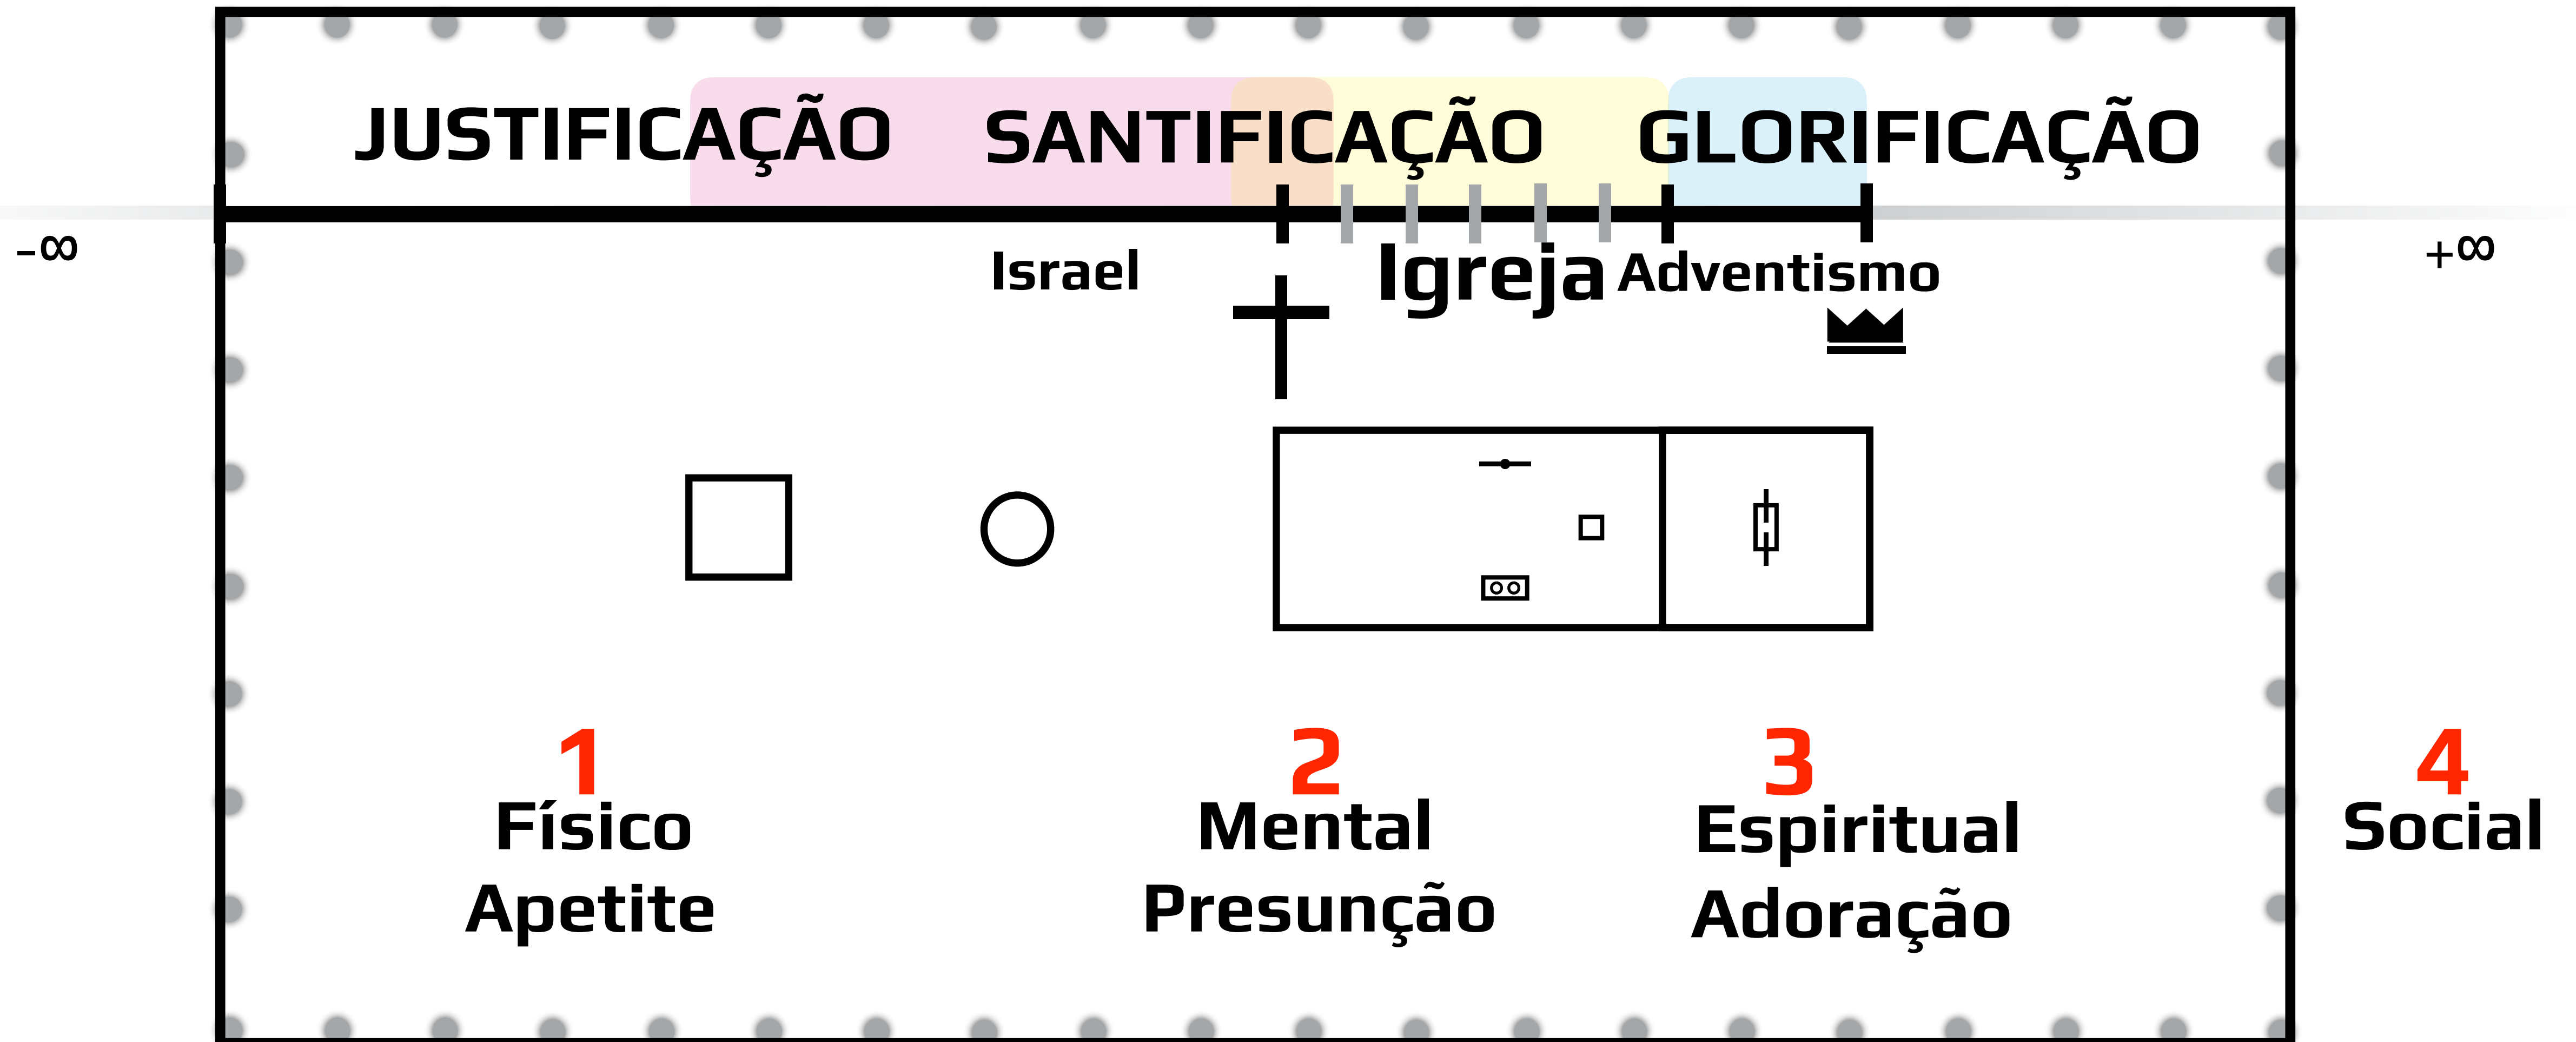 JUSTIFICAÇÃO SANTIFICAÇÃO GLORIFICAÇÃO
-∞ Israel Igreja Adventismo +∞
1 2 3 4
Físico Mental Espiritual Social
Apetite Presunção Adoração